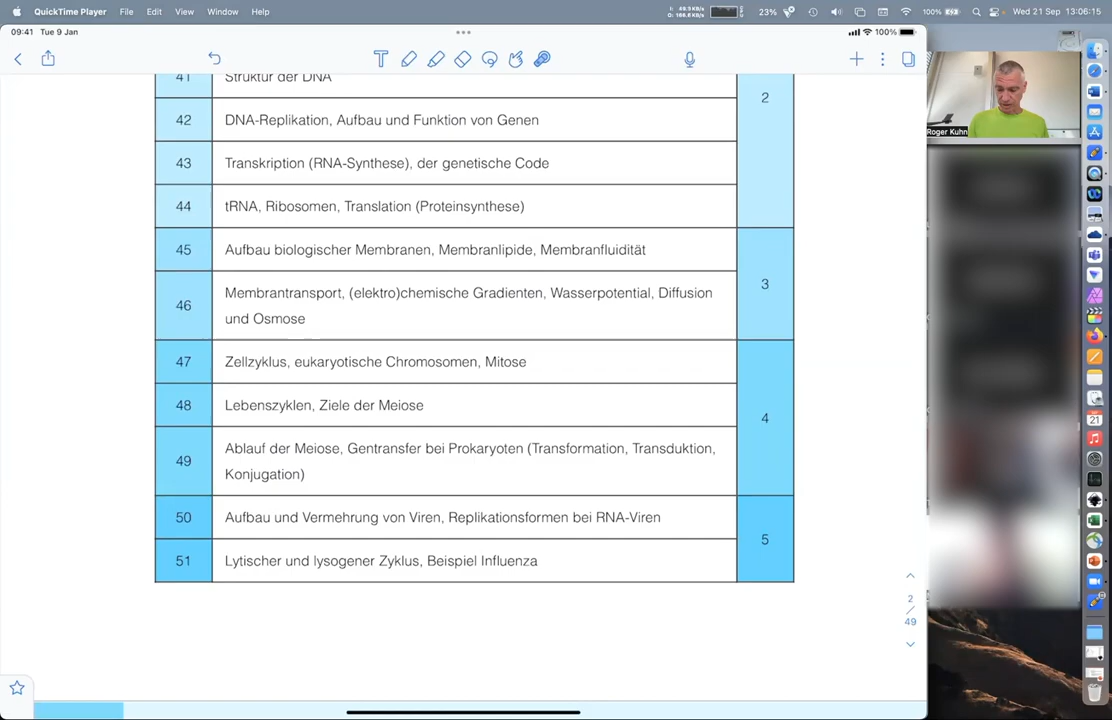 QuickTime Player File Edit View Window Help
23% 100% Wed 21 Sep 13:06:15
09:41 Tue 9 Jan
100%
41 Struktur der DNA
2
42 DNA-Replikation, Aufbau und Funktion von Genen
43 Transkription (RNA-Synthese), der genetische Code
44 tRNA, Ribosomen, Translation (Proteinsynthese)
45 Aufbau biologischer Membranen, Membranlipide, Membranfluidität
3
46 Membrantransport, (elektro)chemische Gradienten, Wasserpotential, Diffusion
und Osmose
47 Zellzyklus, eukaryotische Chromosomen, Mitose
48 Lebenszyklen, Ziele der Meiose
4
49 Ablauf der Meiose, Gentransfer bei Prokaryoten (Transformation, Transduktion,
Konjugation)
50 Aufbau und Vermehrung von Viren, Replikationsformen bei RNA-Viren
5
51 Lytischer und lysogener Zyklus, Beispiel Influenza
2
/
49
Roger Kuhn